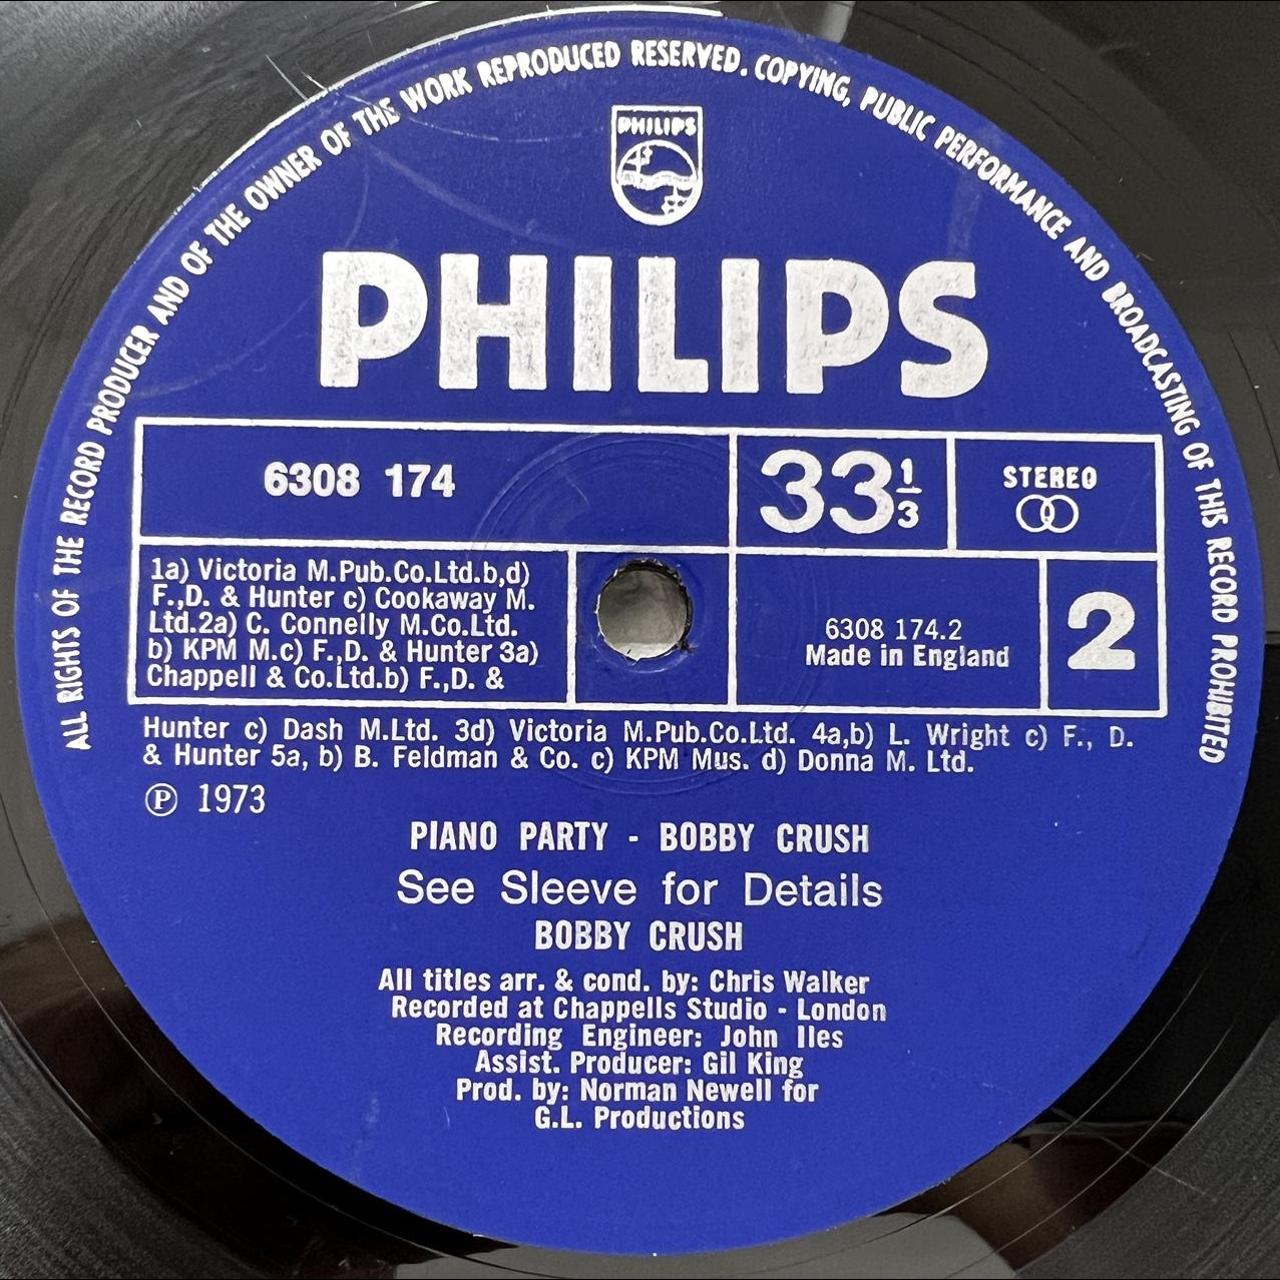 ALL RIGHTS OF THE RECORD PRODUCER AND OF THE OWNER OF THE WORK REPRODUCED RESERVED. COPYING, PUBLIC PERFORMANCE AND BROADCASTING OF THIS RECORD PROHIBITED
PHILIPS
PHILIPS
6308 174
33 1/3
STEREO
1a) Victoria M.Pub.Co.Ltd.b,d)
F.,D. & Hunter c) Cookaway M.
Ltd.2a) C. Connelly M.Co.Ltd.
b) KPM M.c) F.,D. & Hunter 3a)
Chappell & Co.Ltd.b) F.,D. &
6308 174.2
Made in England
2
Hunter c) Dash M.Ltd. 3d) Victoria M.Pub.Co.Ltd. 4a,b) L. Wright c) F., D.
& Hunter 5a, b) B. Feldman & Co. c) KPM Mus. d) Donna M. Ltd.
℗ 1973
PIANO PARTY - BOBBY CRUSH
See Sleeve for Details
BOBBY CRUSH
All titles arr. & cond. by: Chris Walker
Recorded at Chappells Studio - London
Recording Engineer: John Iles
Assist. Producer: Gil King
Prod. by: Norman Newell for
G.L. Productions